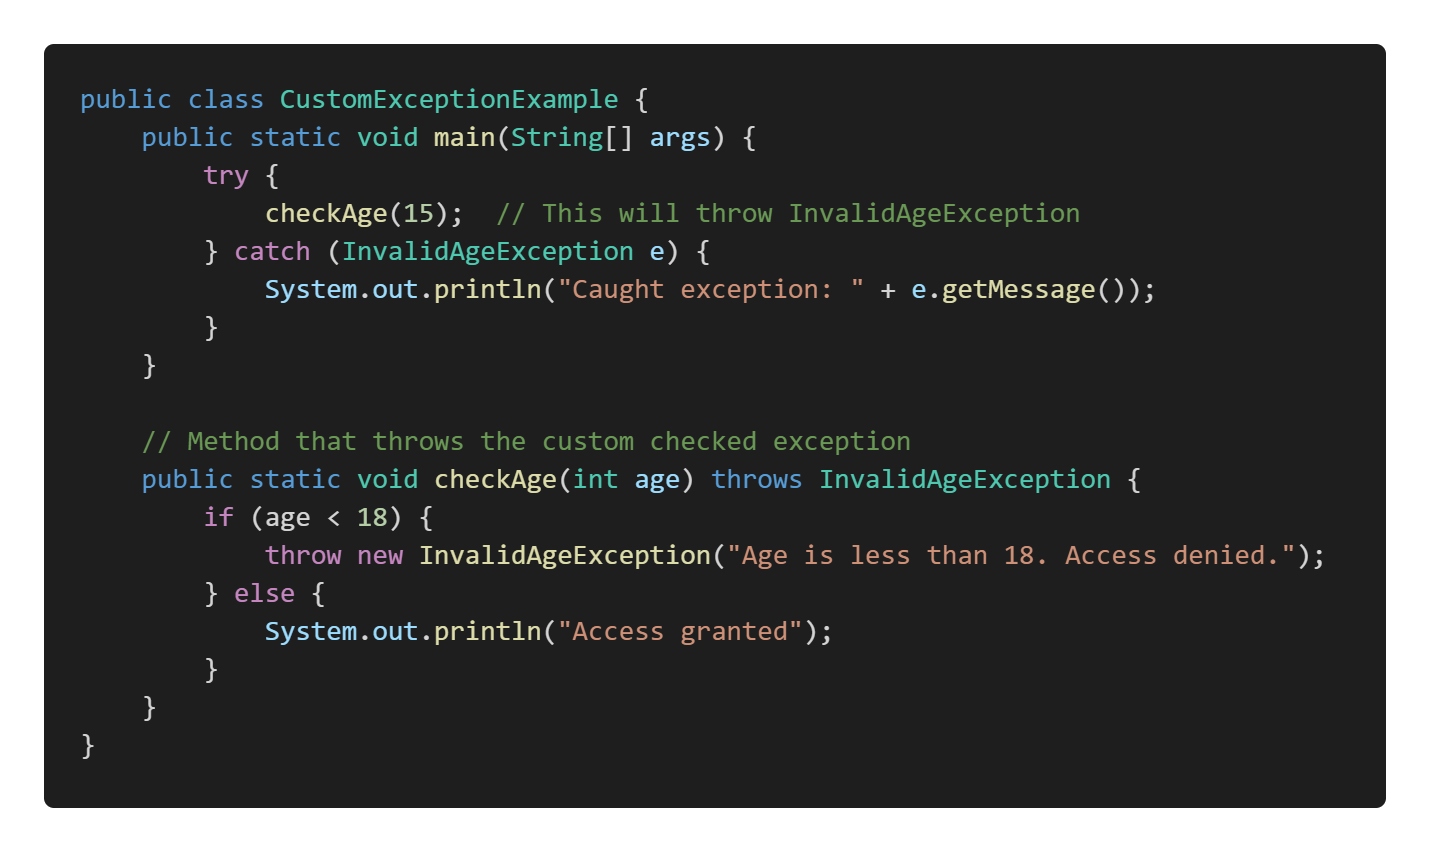 public class CustomExceptionExample {
    public static void main(String[] args) {
        try {
            checkAge(15);  // This will throw InvalidAgeException
        } catch (InvalidAgeException e) {
            System.out.println("Caught exception: " + e.getMessage());
        }
    }

    // Method that throws the custom checked exception
    public static void checkAge(int age) throws InvalidAgeException {
        if (age < 18) {
            throw new InvalidAgeException("Age is less than 18. Access denied.");
        } else {
            System.out.println("Access granted");
        }
    }
}